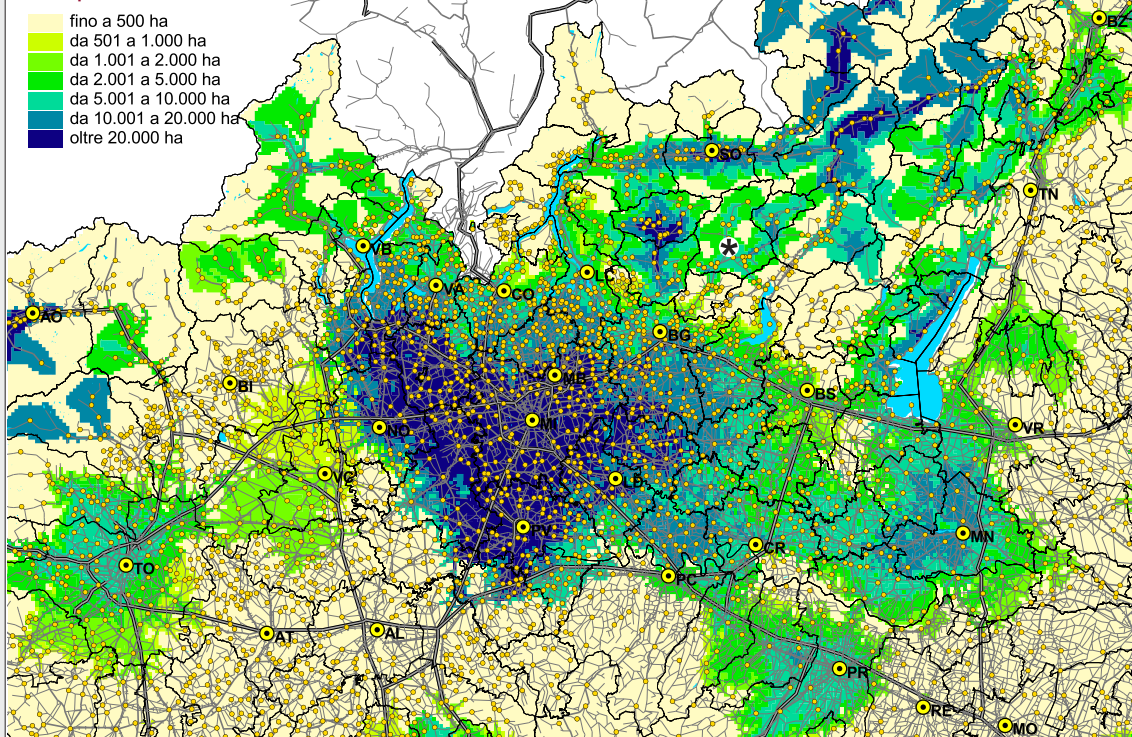 fino a 500 ha
da 501 a 1.000 ha
da 1.001 a 2.000 ha
da 2.001 a 5.000 ha
da 5.001 a 10.000 ha
da 10.001 a 20.000 ha
oltre 20.000 ha
BZ
SO
TN
VB
*
LC
VA
CO
AO
BG
MB
BI
BS
MI
NO
VR
VC
LD
PV
MN
CR
TO
PC
AT
AL
PR
RE
MO